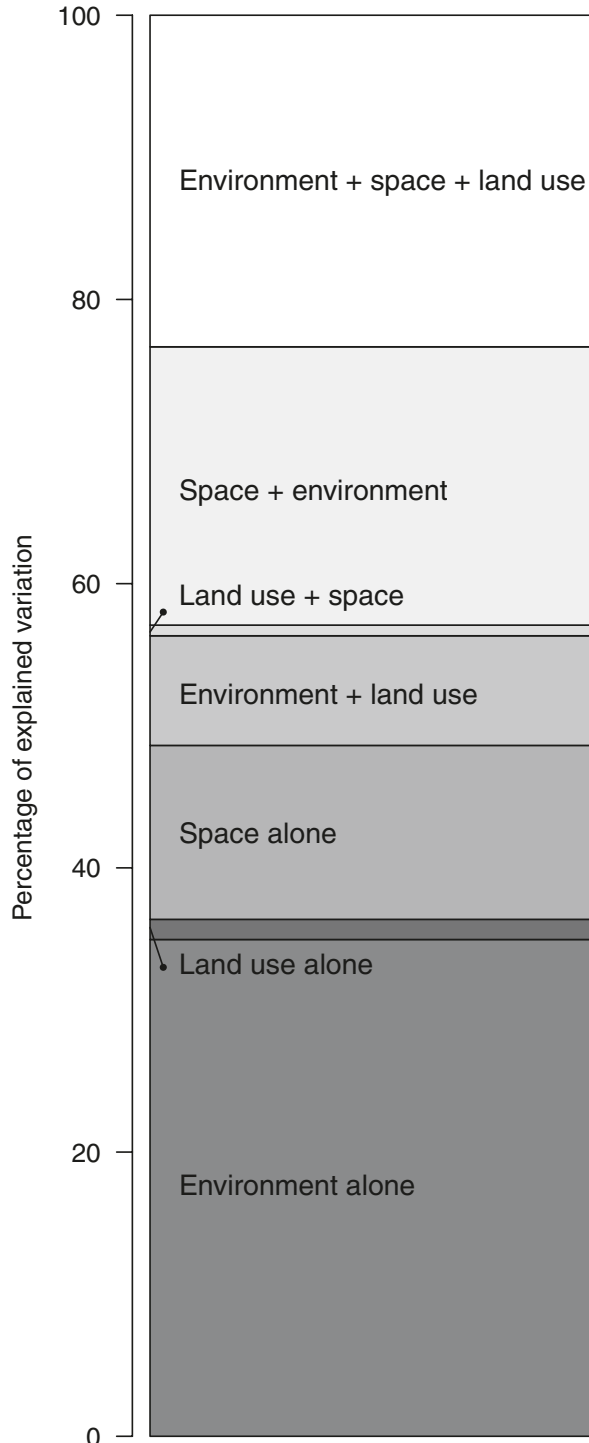 100
Environment + space + land use
80
Space + environment
Percentage of explained variation
60
Land use + space
Environment + land use
Space alone
40
Land use alone
20
Environment alone
0